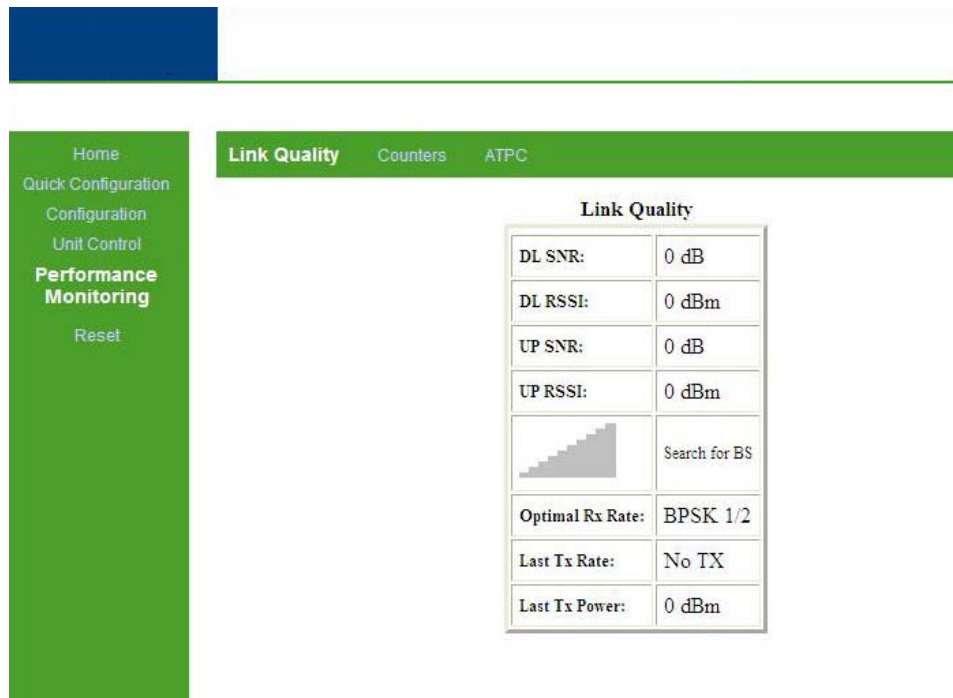 Home
Quick Configuration
Configuration
Unit Control
Performance
Monitoring
Reset
Link Quality Counters ATPC
Link Quality
DL SNR: 0 dB
DL RSSI: 0 dBm
UP SNR: 0 dB
UP RSSI: 0 dBm
Search for BS
Optimal Rx Rate: BPSK 1/2
Last Tx Rate: No TX
Last Tx Power: 0 dBm